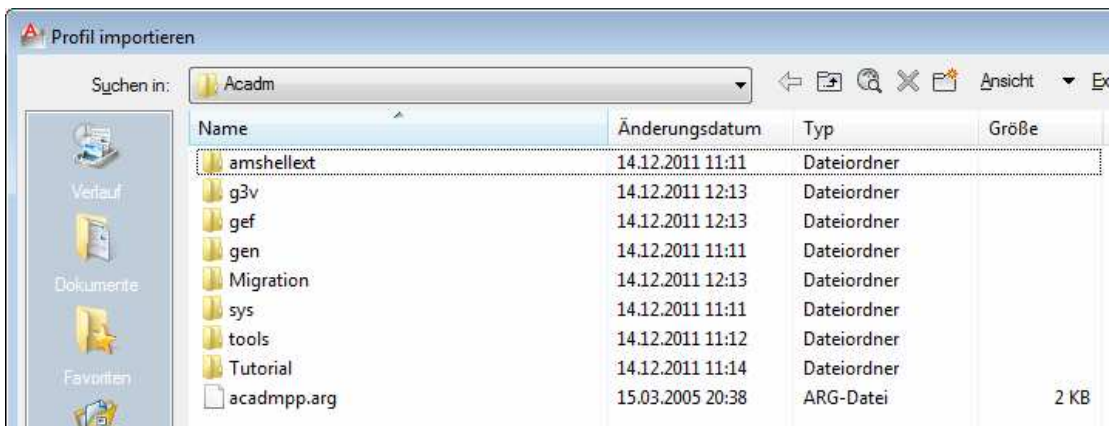 Profil importieren
Suchen in: Acadm Ansicht Ex
Name Änderungsdatum Typ Größe
amshellext 14.12.2011 11:11 Dateiordner
g3v 14.12.2011 12:13 Dateiordner
gef 14.12.2011 12:13 Dateiordner
gen 14.12.2011 11:11 Dateiordner
Migration 14.12.2011 12:13 Dateiordner
sys 14.12.2011 11:11 Dateiordner
tools 14.12.2011 11:12 Dateiordner
Tutorial 14.12.2011 11:14 Dateiordner
acadmpp.arg 15.03.2005 20:38 ARG-Datei 2 KB
Verlauf
Dokumente
Favoriten